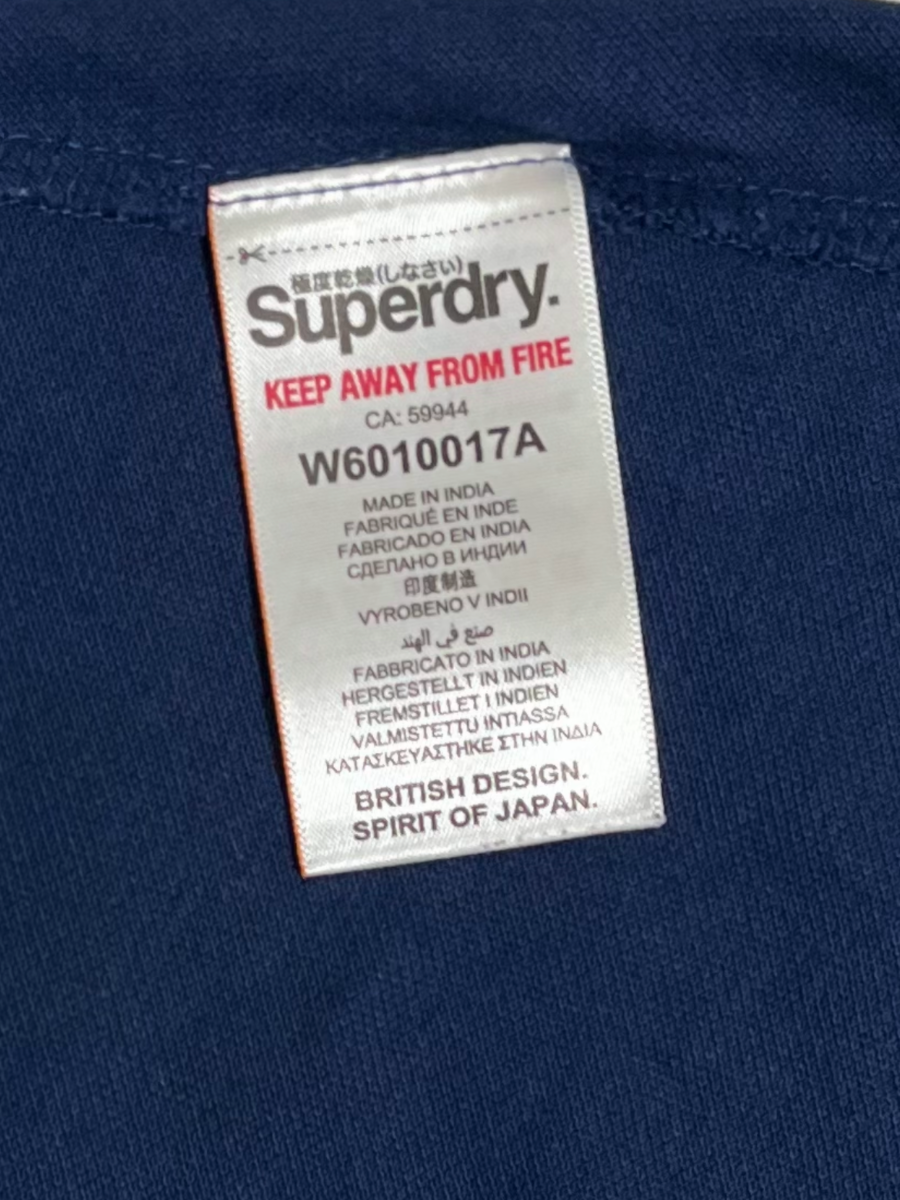 極度乾燥(しなさい)
Superdry.
KEEP AWAY FROM FIRE
CA: 59944
W6010017A
MADE IN INDIA
FABRIQUÉ EN INDE
FABRICADO EN INDIA
СДЕЛАНО В ИНДИИ
印度制造
VYROBENO V INDII
صنع في الهند
FABBRICATO IN INDIA
HERGESTELLT IN INDIEN
FREMSTILLET I INDIEN
VALMISTETTU INTIASSA
ΚΑΤΑΣΚΕΥΑΣΤΗΚΕ ΣΤΗΝ ΙΝΔΙΑ
BRITISH DESIGN.
SPIRIT OF JAPAN.